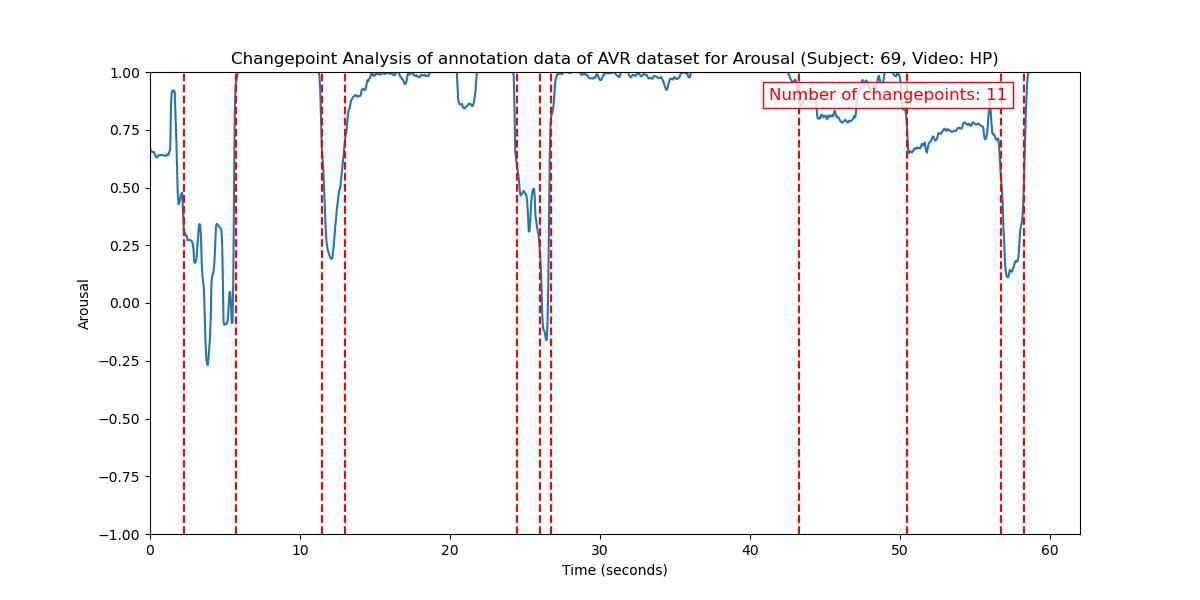 Changepoint Analysis of annotation data of AVR dataset for Arousal (Subject: 69, Video: HP)
Number of changepoints: 11
Arousal
1.00
0.75
0.50
0.25
0.00
−0.25
−0.50
−0.75
−1.00
0 10 20 30 40 50 60
Time (seconds)